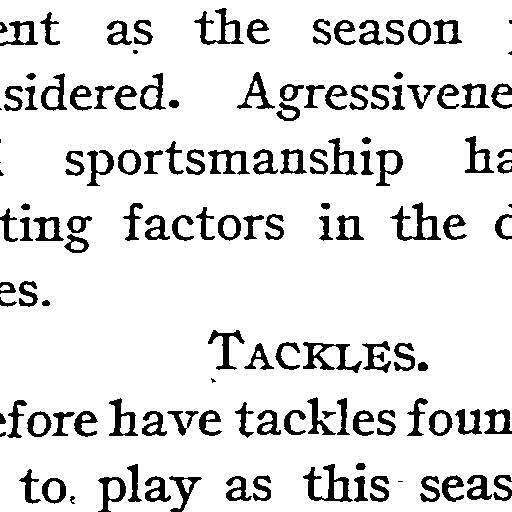 ent as the season
sidered. Agressivene
sportsmanship ha
ting factors in the d
es.
TACKLES.
efore have tackles foun
to play as this seas